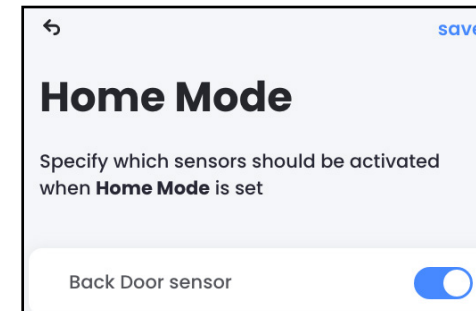 save
Home Mode
Specify which sensors should be activated
when Home Mode is set
Back Door sensor